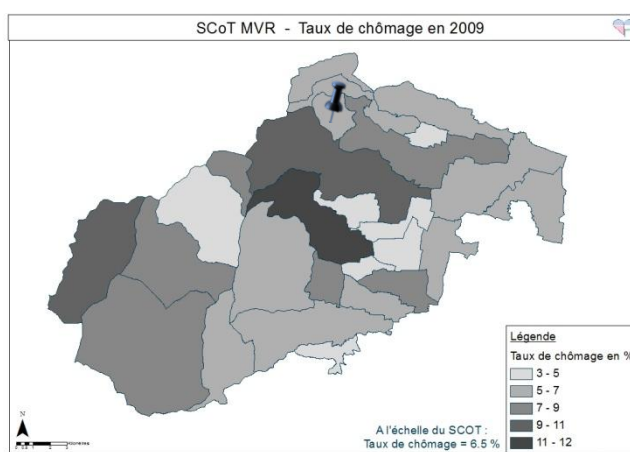 SCoT MVR - Taux de chômage en 2009
Légende
Taux de chômage en %
3 - 5
5 - 7
7 - 9
9 - 11
11 - 12
A l'échelle du SCOT :
Taux de chômage = 6.5 %
N